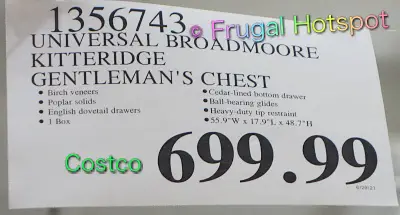 1356743
© Frugal Hotspot
UNIVERSAL BROADMOORE
KITTERIDGE
GENTLEMAN'S CHEST
• Birch veneers
• Poplar solids
• English dovetail drawers
• 1 Box
• Cedar-lined bottom drawer
• Ball-bearing glides
• Heavy-duty tip restraint
• 55.9"W x 17.9"L x 48.7"H
Costco
699.99